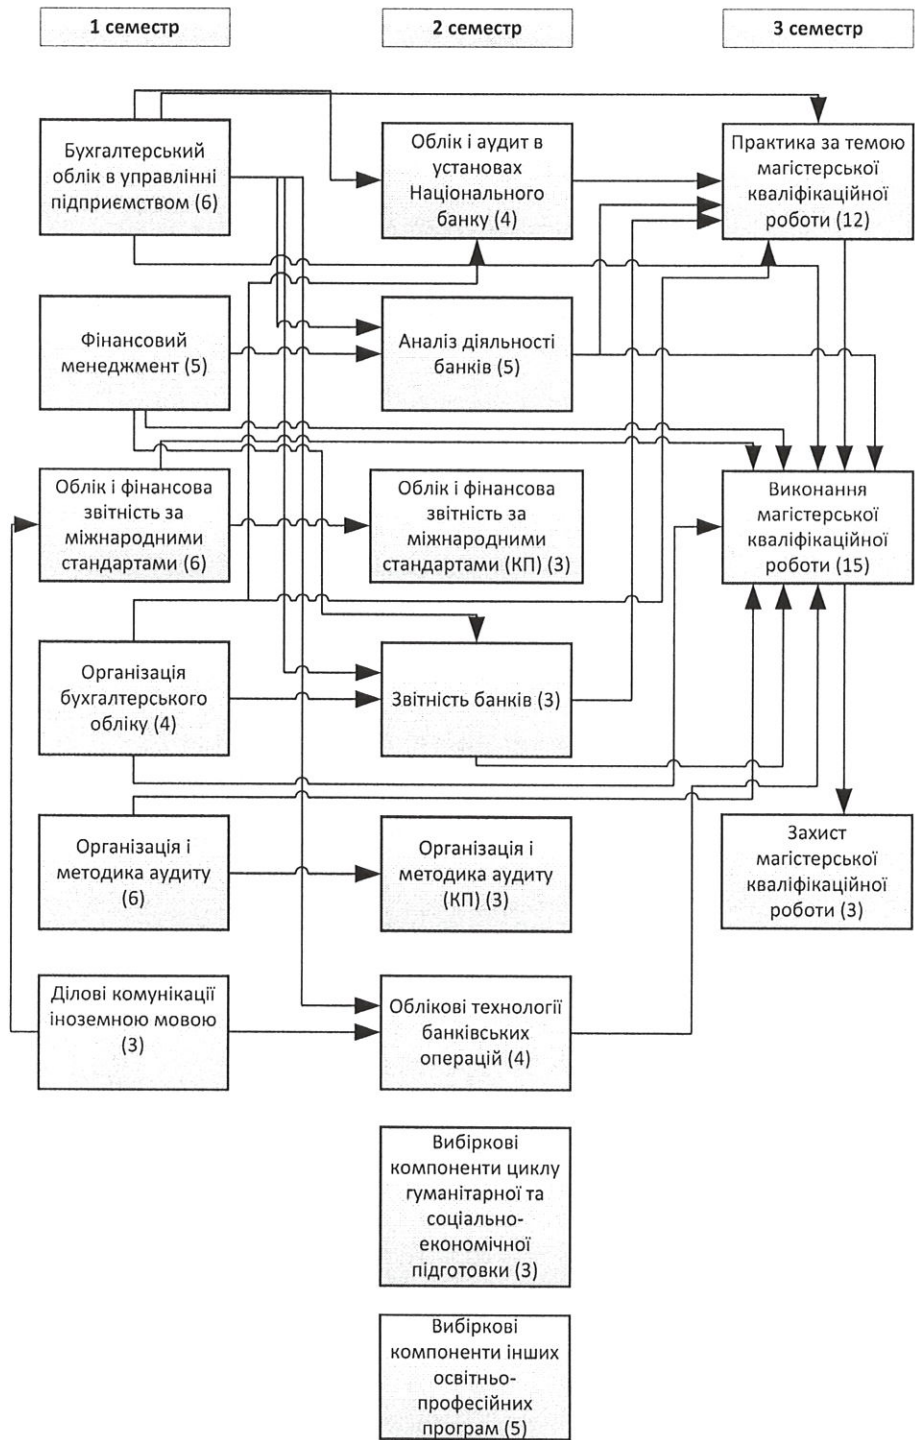 1 семестр
2 семестр
3 семестр
Бухгалтерський
облік в управлінні
підприємством (6)
Облік і аудит в
установах
Національного
банку (4)
Практика за темою
магістерської
кваліфікаційної
роботи (12)
Фінансовий
менеджмент (5)
Аналіз діяльності
банків (5)
Облік і фінансова
звітність за
міжнародними
стандартами (6)
Облік і фінансова
звітність за
міжнародними
стандартами (КП) (3)
Виконання
магістерської
кваліфікаційної
роботи (15)
Організація
бухгалтерського
обліку (4)
Звітність банків (3)
Організація і
методика аудиту
(6)
Організація і
методика аудиту
(КП) (3)
Захист
магістерської
кваліфікаційної
роботи (3)
Ділові комунікації
іноземною мовою
(3)
Облікові технології
банківських
операцій (4)
Вибіркові
компоненти циклу
гуманітарної та
соціально-
економічної
підготовки (3)
Вибіркові
компоненти інших
освітньо-
професійних
програм (5)